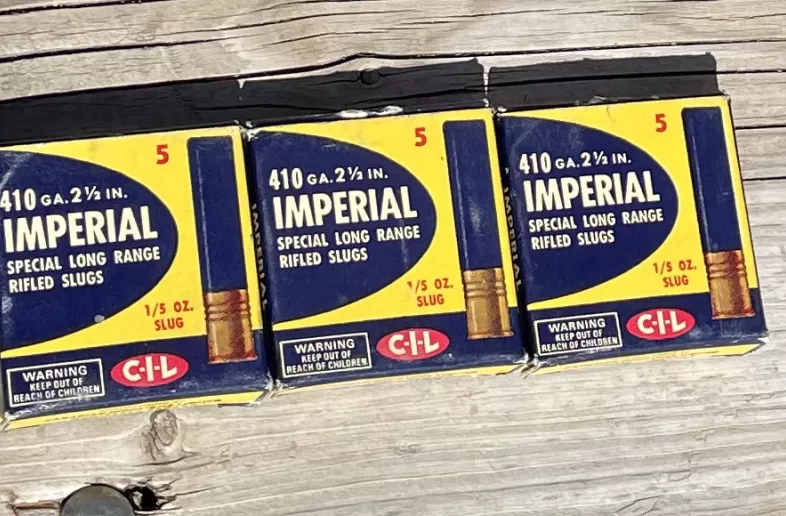 5
410 GA. 2½ IN.
IMPERIAL
SPECIAL LONG RANGE
RIFLED SLUGS
1/5 OZ.
SLUG
WARNING
KEEP OUT OF
REACH OF CHILDREN
C-I-L
IMPERIAL
5
410 GA. 2½ IN.
IMPERIAL
SPECIAL LONG RANGE
RIFLED SLUGS
1/5 OZ.
SLUG
WARNING
KEEP OUT OF
REACH OF CHILDREN.
C-I-L
IMPERIAL
5
410 GA. 2½ IN.
IMPERIAL
SPECIAL LONG RANGE
RIFLED SLUGS
1/5 OZ.
SLUG
WARNING
KEEP OUT OF
REACH OF CHILDREN
C-I-L